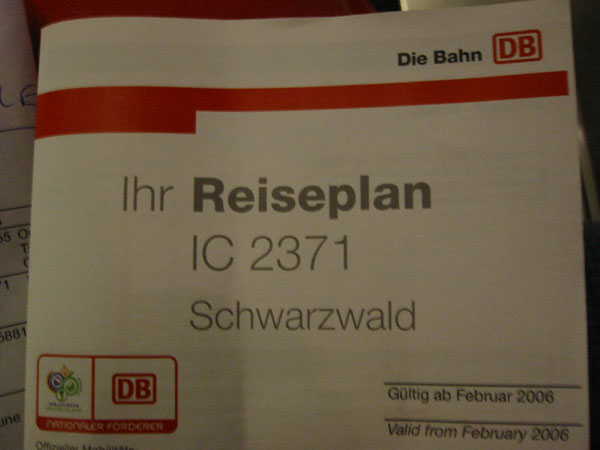 Die Bahn DB
Ihr Reiseplan
IC 2371
Schwarzwald
DB
NATIONALER FÖRDERER
Gültig ab Februar 2006
Valid from February 2006